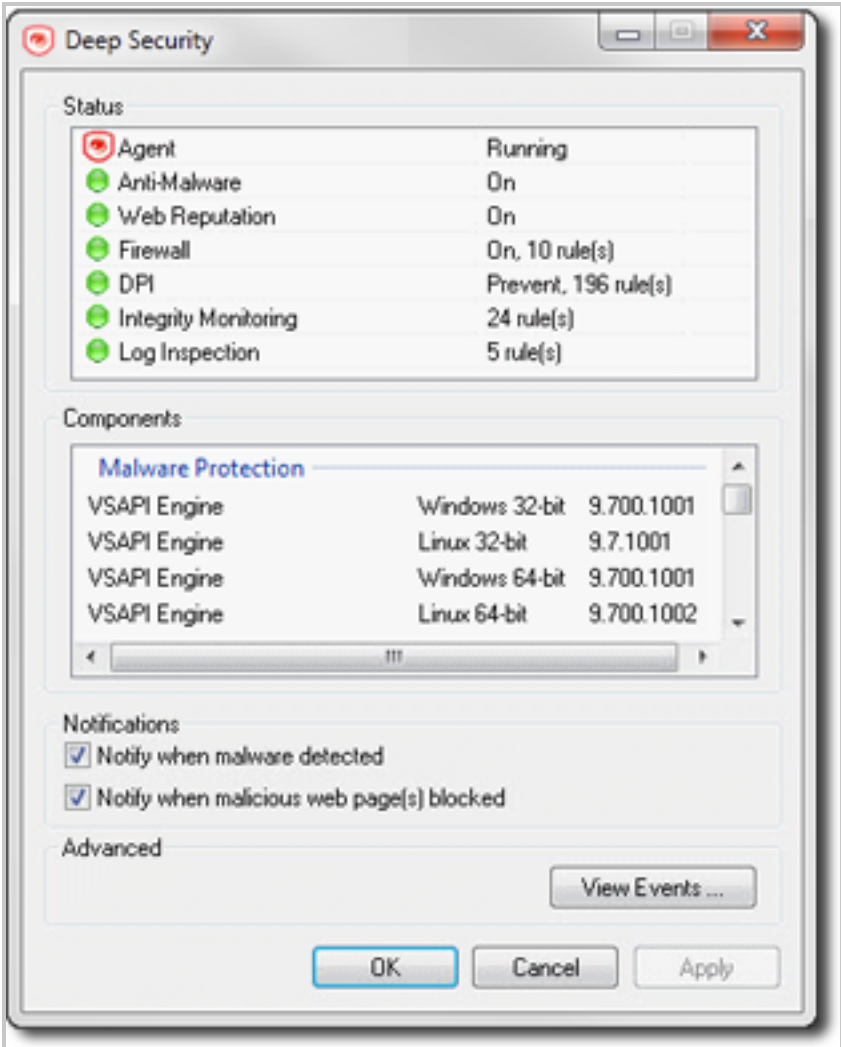 Deep Security
Status
Agent Running
Anti-Malware On
Web Reputation On
Firewall On, 10 rule(s)
DPI Prevent, 196 rule(s)
Integrity Monitoring 24 rule(s)
Log Inspection 5 rule(s)
Components
Malware Protection
VSAPI Engine Windows 32-bit 9.700.1001
VSAPI Engine Linux 32-bit 9.7.1001
VSAPI Engine Windows 64-bit 9.700.1001
VSAPI Engine Linux 64-bit 9.700.1002
Notifications
Notify when malware detected
Notify when malicious web page(s) blocked
Advanced
View Events ...
OK Cancel Apply